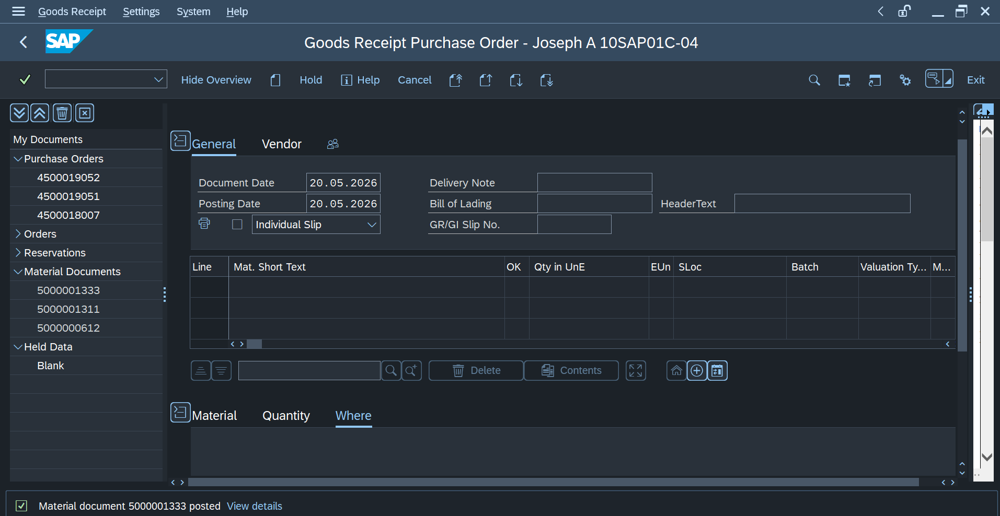 Goods Receipt Settings System Help
SAP
Goods Receipt Purchase Order - Joseph A 10SAP01C-04
Hide Overview Hold Help Cancel Exit
My Documents
Purchase Orders
4500019052
4500019051
4500018007
Orders
Reservations
Material Documents
5000001333
5000001311
5000000612
Held Data
Blank
General Vendor
Document Date 20.05.2026 Delivery Note
Posting Date 20.05.2026 Bill of Lading HeaderText
Individual Slip GR/GI Slip No.
Line Mat. Short Text OK Qty in UnE EUn SLoc Batch Valuation Ty... M...
Delete Contents
Material Quantity Where
Material document 5000001333 posted View details